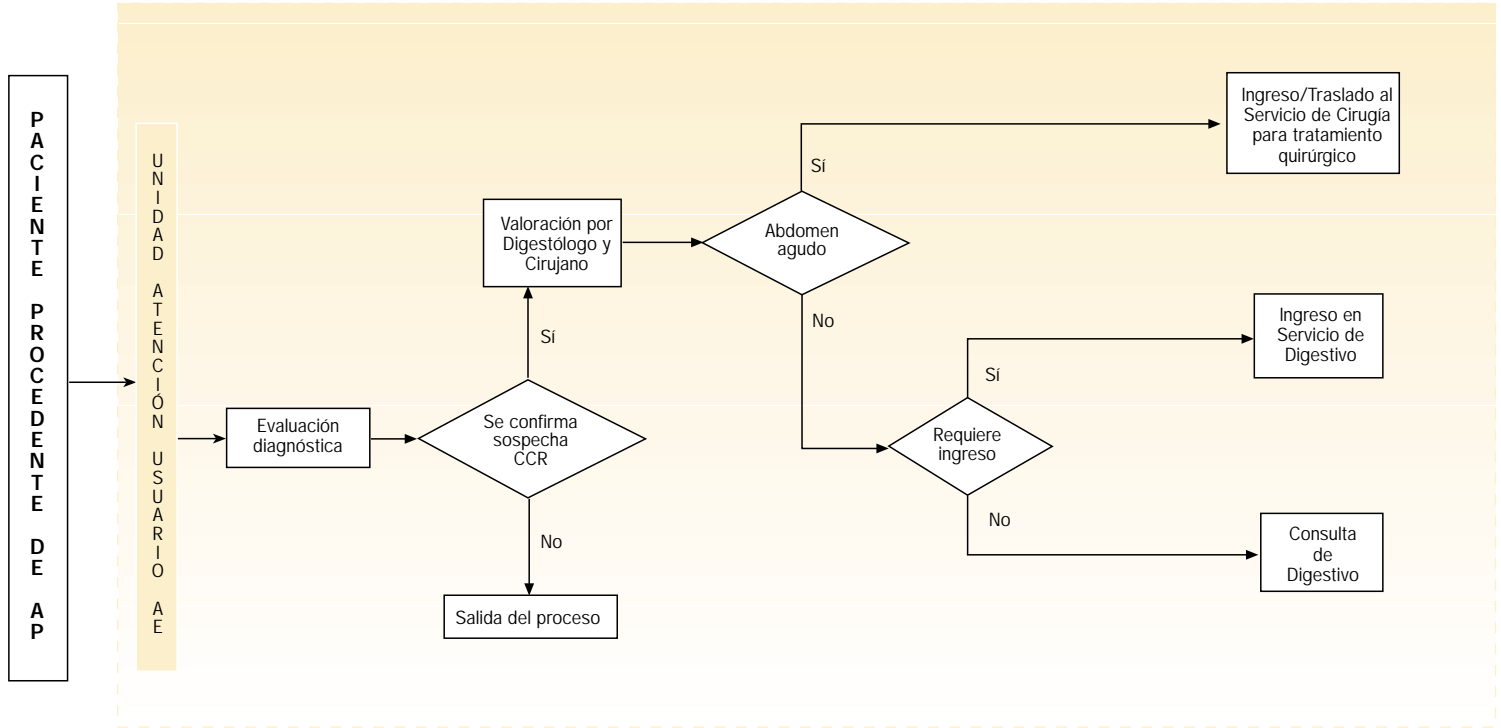 PACIENTE PROCEDENTE DE AP
UNIDAD ATENCIÓN USUARIO AE
Evaluación
diagnóstica
Se confirma
sospecha
CCR
Sí
No
Salida del proceso
Valoración por
Digestólogo y
Cirujano
Abdomen
agudo
Sí
No
Ingreso/Traslado al
Servicio de Cirugía
para tratamiento
quirúrgico
Requiere
ingreso
Sí
No
Ingreso en
Servicio de
Digestivo
Consulta
de
Digestivo